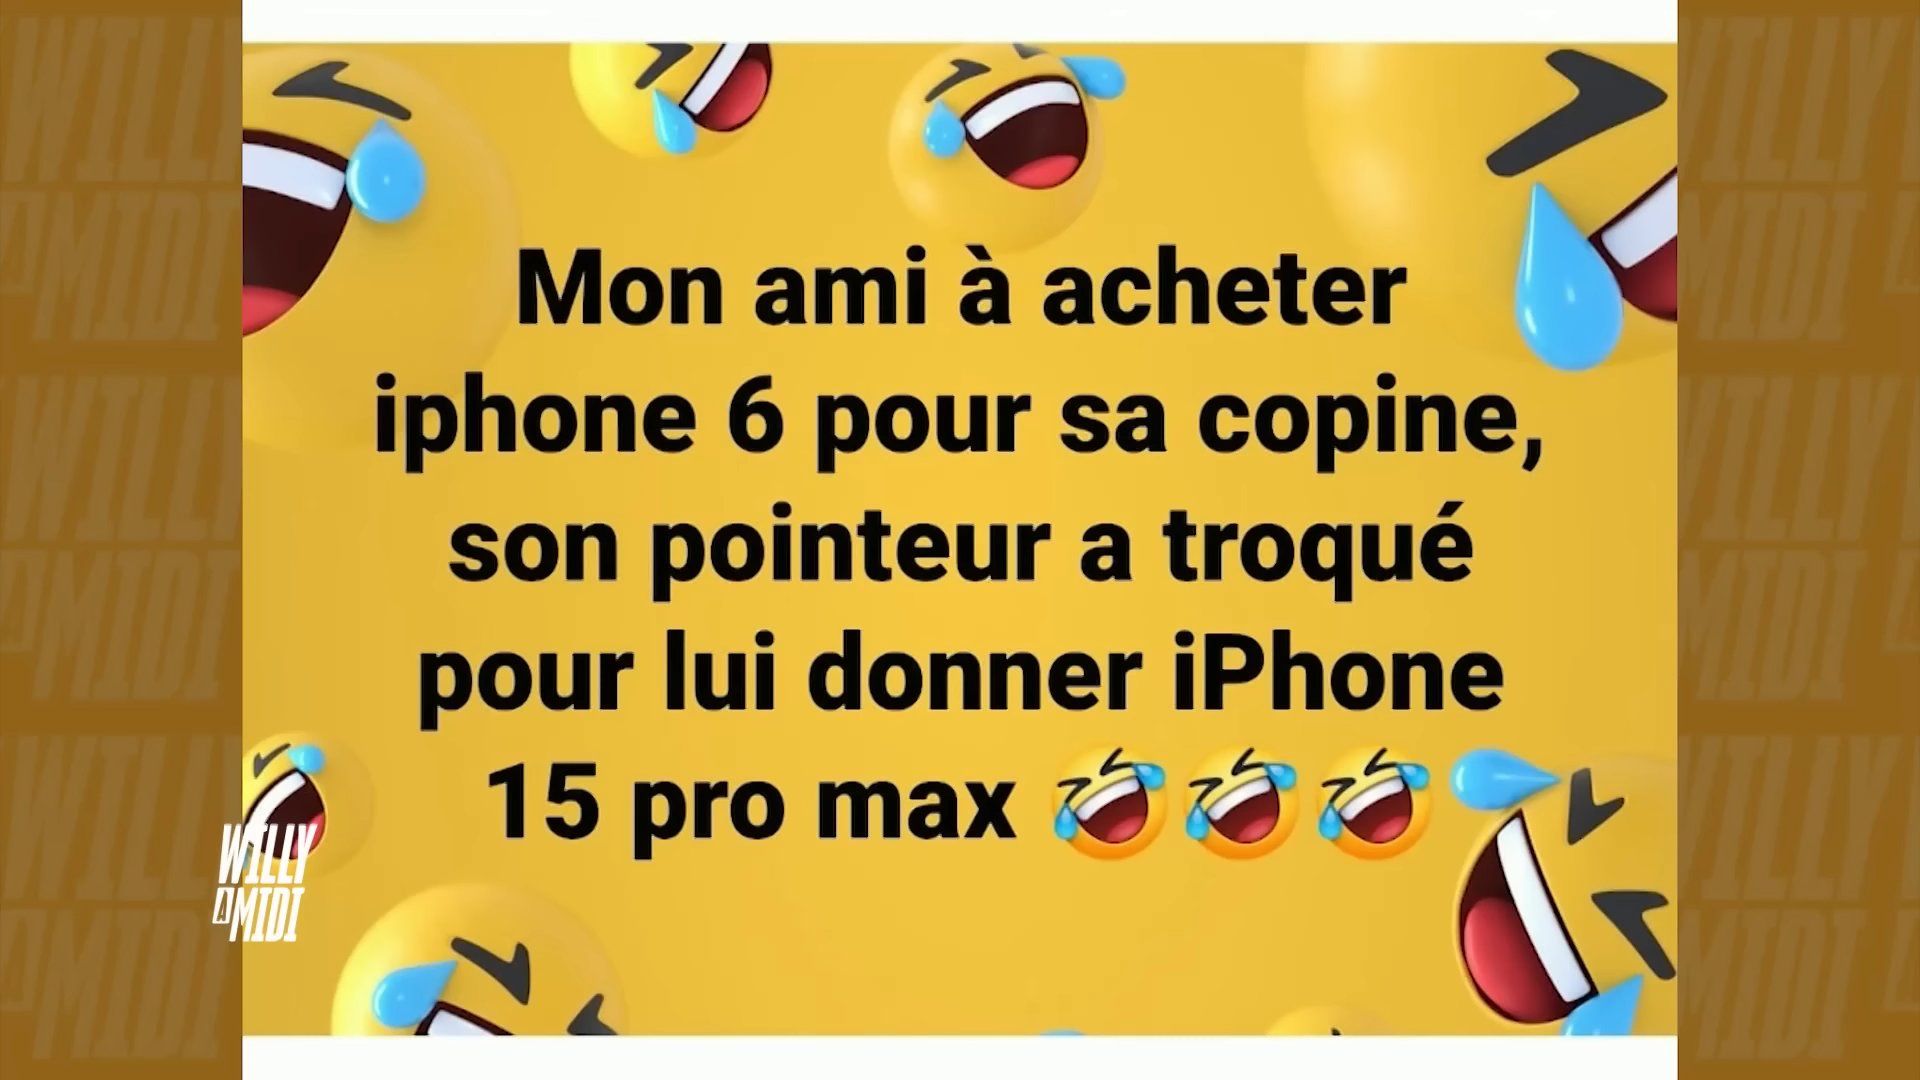 Mon ami à acheter
iphone 6 pour sa copine,
son pointeur a troqué
pour lui donner iPhone
15 pro max 🤣🤣🤣
WILLY
A MIDI